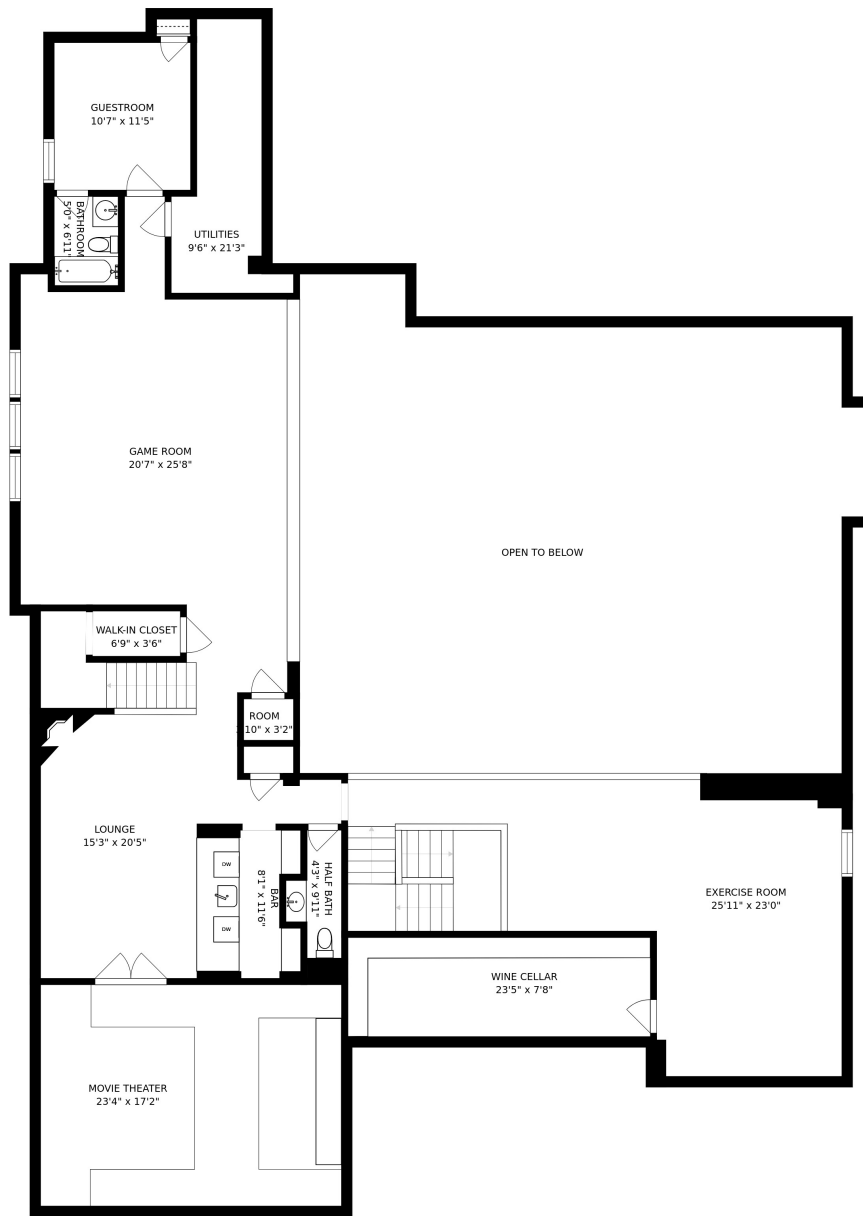 GUESTROOM
10'7" x 11'5"
BATHROOM
5'0" x 6'11"
UTILITIES
9'6" x 21'3"
GAME ROOM
20'7" x 25'8"
OPEN TO BELOW
WALK-IN CLOSET
6'9" x 3'6"
ROOM
10" x 3'2"
LOUNGE
15'3" x 20'5"
DW
DW
BAR
8'1" x 11'6"
HALF BATH
4'3" x 9'11"
EXERCISE ROOM
25'11" x 23'0"
WINE CELLAR
23'5" x 7'8"
MOVIE THEATER
23'4" x 17'2"